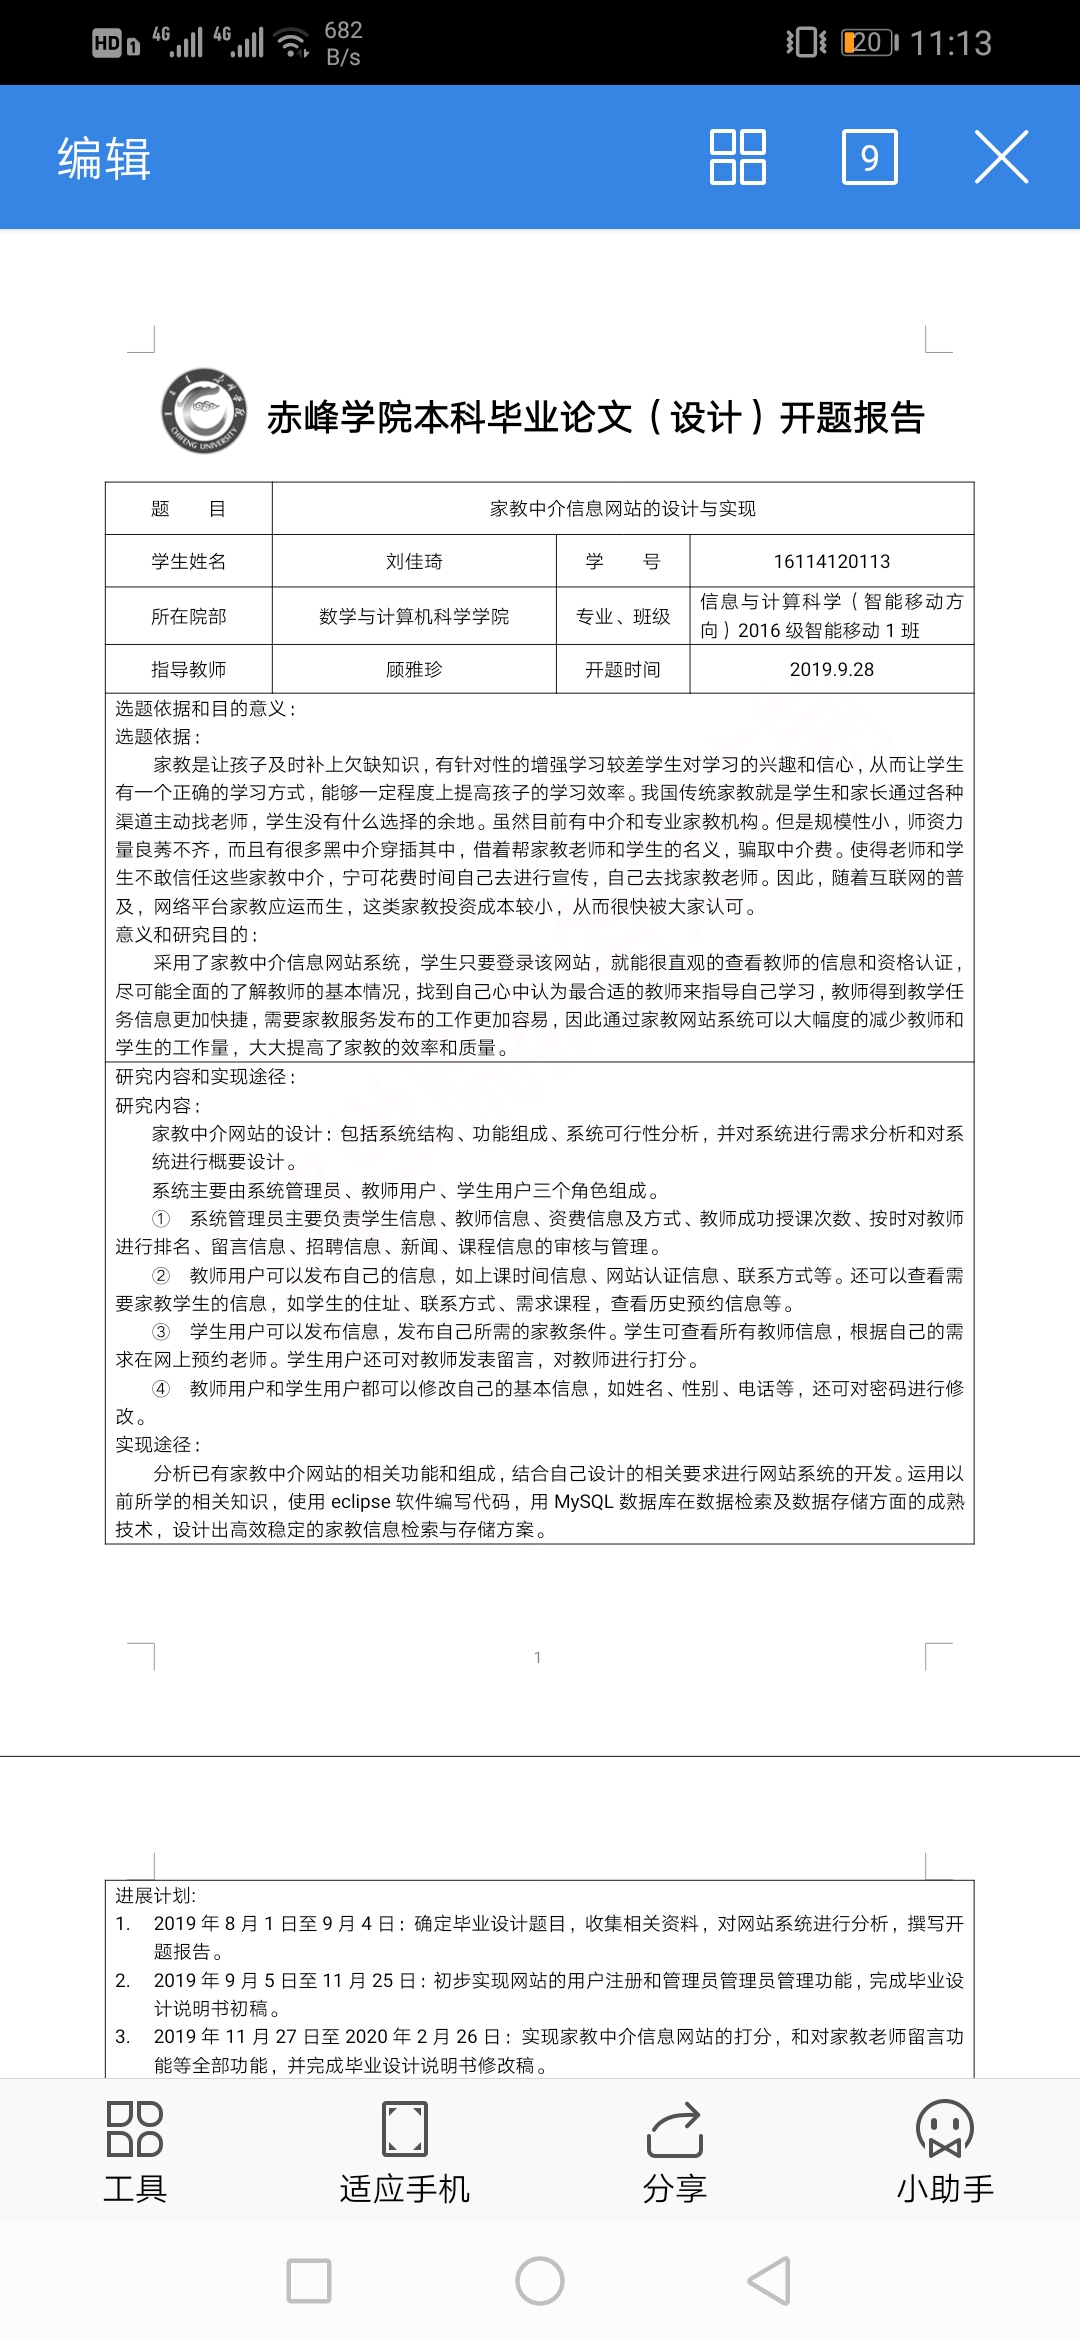 HD 4G 4G 682 B/s 20 11:13
编辑 9
赤峰学院本科毕业论文（设计）开题报告
CHIFENG UNIVERSITY
题 目 家教中介信息网站的设计与实现
学生姓名 刘佳琦 学 号 16114120113
所在院部 数学与计算机科学学院 专业、班级 信息与计算科学（智能移动方
向）2016 级智能移动 1 班
指导教师 顾雅珍 开题时间 2019.9.28
选题依据和目的意义：
选题依据：
家教是让孩子及时补上欠缺知识，有针对性的增强学习较差学生对学习的兴趣和信心，从而让学生
有一个正确的学习方式，能够一定程度上提高孩子的学习效率。我国传统家教就是学生和家长通过各种
渠道主动找老师，学生没有什么选择的余地。虽然目前有中介和专业家教机构。但是规模性小，师资力
量良莠不齐，而且有很多黑中介穿插其中，借着帮家教老师和学生的名义，骗取中介费。使得老师和学
生不敢信任这些家教中介，宁可花费时间自己去进行宣传，自己去找家教老师。因此，随着互联网的普
及，网络平台家教应运而生，这类家教投资成本较小，从而很快被大家认可。
意义和研究目的：
采用了家教中介信息网站系统，学生只要登录该网站，就能很直观的查看教师的信息和资格认证，
尽可能全面的了解教师的基本情况，找到自己心中认为最合适的教师来指导自己学习，教师得到教学任
务信息更加快捷，需要家教服务发布的工作更加容易，因此通过家教网站系统可以大幅度的减少教师和
学生的工作量，大大提高了家教的效率和质量。
研究内容和实现途径：
研究内容：
家教中介网站的设计：包括系统结构、功能组成、系统可行性分析，并对系统进行需求分析和对系
统进行概要设计。
系统主要由系统管理员、教师用户、学生用户三个角色组成。
① 系统管理员主要负责学生信息、教师信息、资费信息及方式、教师成功授课次数、按时对教师
进行排名、留言信息、招聘信息、新闻、课程信息的审核与管理。
② 教师用户可以发布自己的信息，如上课时间信息、网站认证信息、联系方式等。还可以查看需
要家教学生的信息，如学生的住址、联系方式、需求课程，查看历史预约信息等。
③ 学生用户可以发布信息，发布自己所需的家教条件。学生可查看所有教师信息，根据自己的需
求在网上预约老师。学生用户还可对教师发表留言，对教师进行打分。
④ 教师用户和学生用户都可以修改自己的基本信息，如姓名、性别、电话等，还可对密码进行修
改。
实现途径：
分析已有家教中介网站的相关功能和组成，结合自己设计的相关要求进行网站系统的开发。运用以
前所学的相关知识，使用 eclipse 软件编写代码，用 MySQL 数据库在数据检索及数据存储方面的成熟
技术，设计出高效稳定的家教信息检索与存储方案。
1
进展计划:
1. 2019 年 8 月 1 日至 9 月 4 日：确定毕业设计题目，收集相关资料，对网站系统进行分析，撰写开
题报告。
2. 2019 年 9 月 5 日至 11 月 25 日：初步实现网站的用户注册和管理员管理员管理功能，完成毕业设
计说明书初稿。
3. 2019 年 11 月 27 日至 2020 年 2 月 26 日：实现家教中介信息网站的打分，和对家教老师留言功
能等全部功能，并完成毕业设计说明书修改稿。
工具 适应手机 分享 小助手